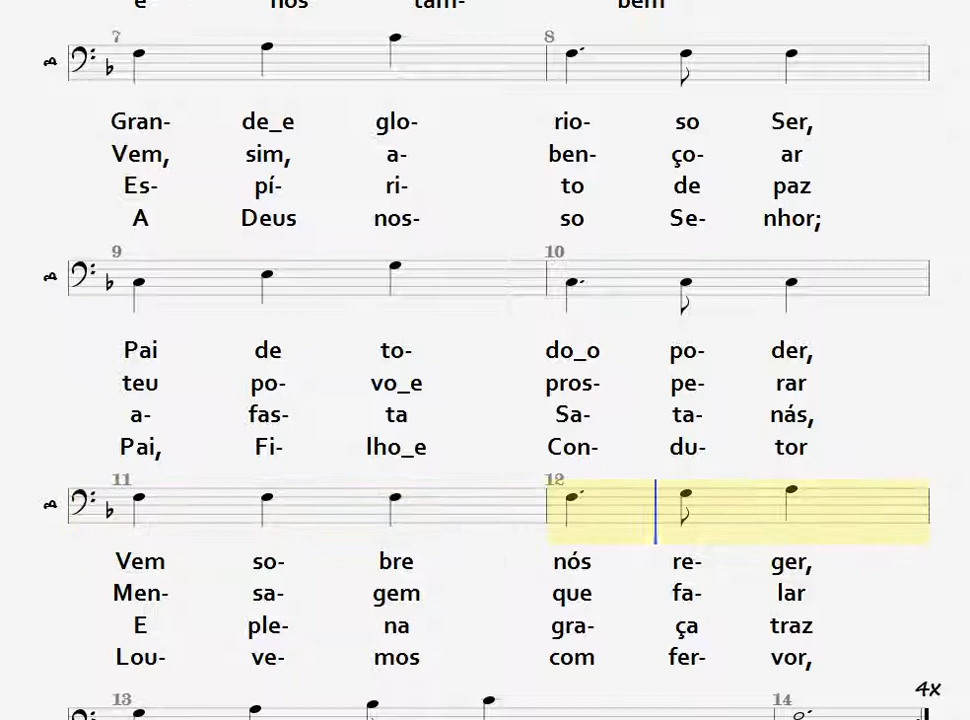 e nos tam- bem
7 8
B
Gran- de_e glo- rio- so Ser,
Vem, sim, a- ben- ço- ar
Es- pí- ri- to de paz
A Deus nos- so Se- nhor;
9 10
B
Pai de to- do_o po- der,
teu po- vo_e pros- pe- rar
a- fas- ta Sa- ta- nás,
Pai, Fi- lho_e Con- du- tor
11 12
B
Vem so- bre nós re- ger,
Men- sa- gem que fa- lar
E ple- na gra- ça traz
Lou- ve- mos com fer- vor,
4x
13 14